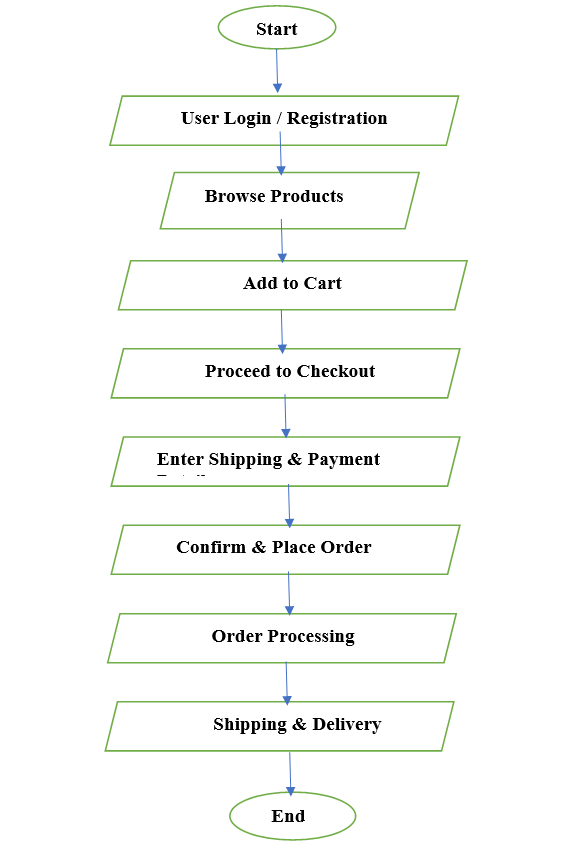 Start
User Login / Registration
Browse Products
Add to Cart
Proceed to Checkout
Enter Shipping & Payment
Confirm & Place Order
Order Processing
Shipping & Delivery
End